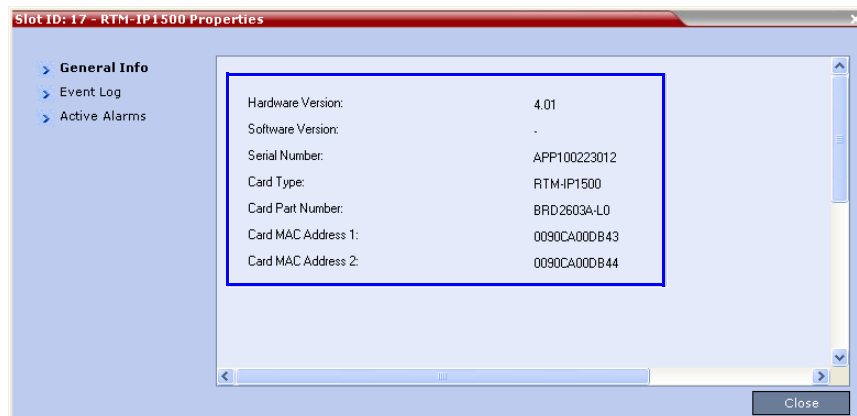 Slot ID: 17 - RTM-IP1500 Properties
General Info
Event Log
Active Alarms
Hardware Version: 4.01
Software Version: -
Serial Number: APP100223012
Card Type: RTM-IP1500
Card Part Number: BRD2603A-L0
Card MAC Address 1: 0090CA00DB43
Card MAC Address 2: 0090CA00DB44
Close